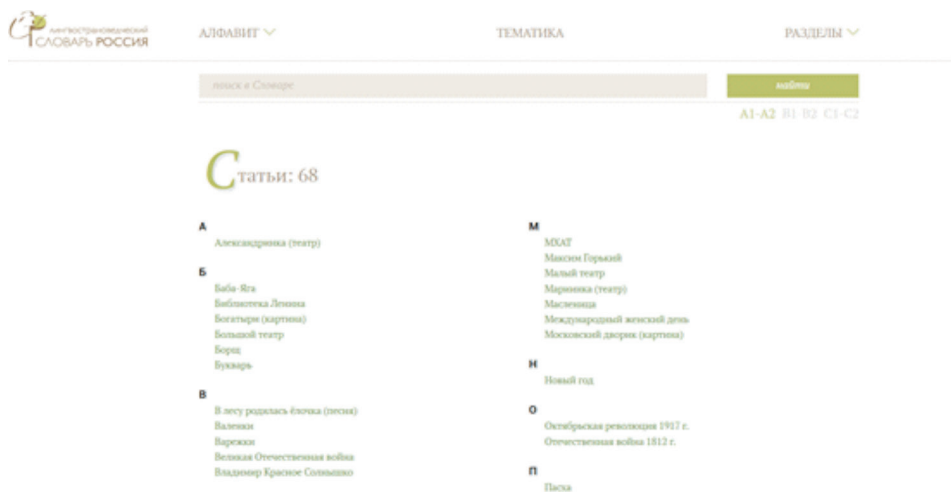 ЛИНГВОСТРАНОВЕДЧЕСКИЙ
СЛОВАРЬ РОССИЯ
АЛФАВИТ
ТЕМАТИКА
РАЗДЕЛЫ
поиск в Словаре
найти
A1-A2 B1-B2 C1-C2
Статьи: 68
А
Александринка (театр)
Б
Баба-Яга
Библиотека Ленина
Богатыри (картина)
Большой театр
Борщ
Букварь
В
В лесу родилась ёлочка (песня)
Валенки
Варежки
Великая Отечественная война
Владимир Красное Солнышко
М
МХАТ
Максим Горький
Малый театр
Мариинка (театр)
Масленица
Международный женский день
Московский дворик (картина)
Н
Новый год
О
Октябрьская революция 1917 г.
Отечественная война 1812 г.
П
Пасха